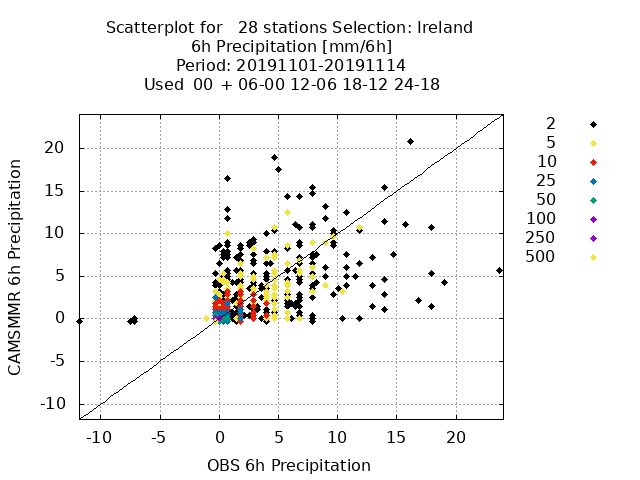 Scatterplot for 28 stations Selection: Ireland
6h Precipitation [mm/6h]
Period: 20191101-20191114
Used 00 + 06-00 12-06 18-12 24-18
2
5
10
25
50
100
250
500
20
15
10
5
0
-5
-10
CAMSMMR 6h Precipitation
-10 -5 0 5 10 15 20
OBS 6h Precipitation